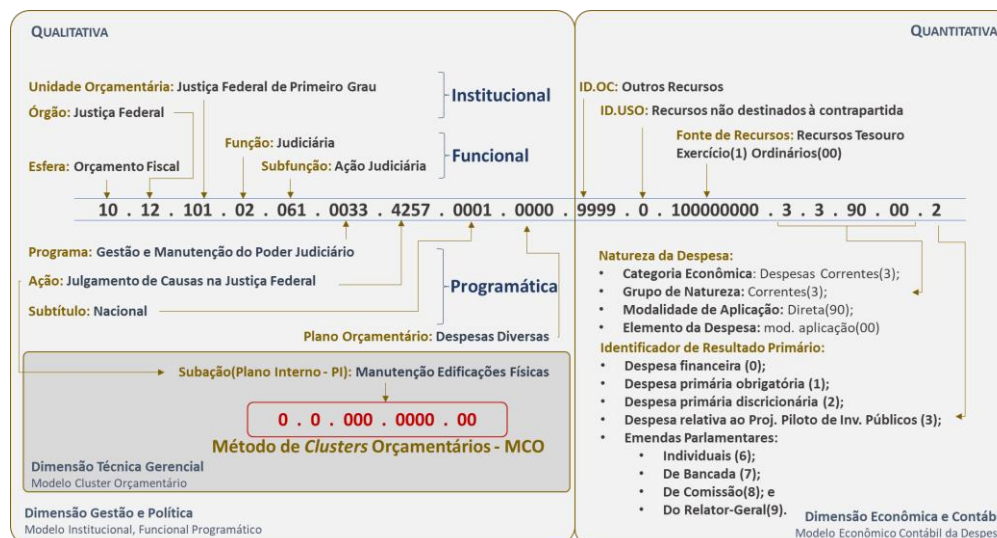 QUALITATIVA
QUANTITATIVA
Unidade Orçamentária: Justiça Federal de Primeiro Grau
Órgão: Justiça Federal
Institucional
Função: Judiciária
Esfera: Orçamento Fiscal
Subfunção: Ação Judiciária
Funcional
ID.OC: Outros Recursos
ID.USO: Recursos não destinados à contrapartida
Fonte de Recursos: Recursos Tesouro
Exercício(1) Ordinários(00)
10 . 12 . 101 . 02 . 061 . 0033 . 4257 . 0001 . 0000 . 9999 . 0 . 100000000 . 3 . 3 . 90 . 00 . 2
Programa: Gestão e Manutenção do Poder Judiciário
Ação: Julgamento de Causas na Justiça Federal
Programática
Subtítulo: Nacional
Plano Orçamentário: Despesas Diversas
Subação(Plano Interno - PI): Manutenção Edificações Físicas
0 . 0 . 000 . 0000 . 00
Método de Clusters Orçamentários - MCO
Dimensão Técnica Gerencial
Modelo Cluster Orçamentário
Dimensão Gestão e Política
Modelo Institucional, Funcional Programático
Natureza da Despesa:
• Categoria Econômica: Despesas Correntes(3);
• Grupo de Natureza: Correntes(3);
• Modalidade de Aplicação: Direta(90);
• Elemento da Despesa: mod. aplicação(00)
Identificador de Resultado Primário:
• Despesa financeira (0);
• Despesa primária obrigatória (1);
• Despesa primária discricionária (2);
• Despesa relativa ao Proj. Piloto de Inv. Públicos (3);
• Emendas Parlamentares:
• Individuais (6);
• De Bancada (7);
• De Comissão(8); e
• Do Relator-Geral(9).
Dimensão Econômica e Contáb
Modelo Econômico Contábil da Despes